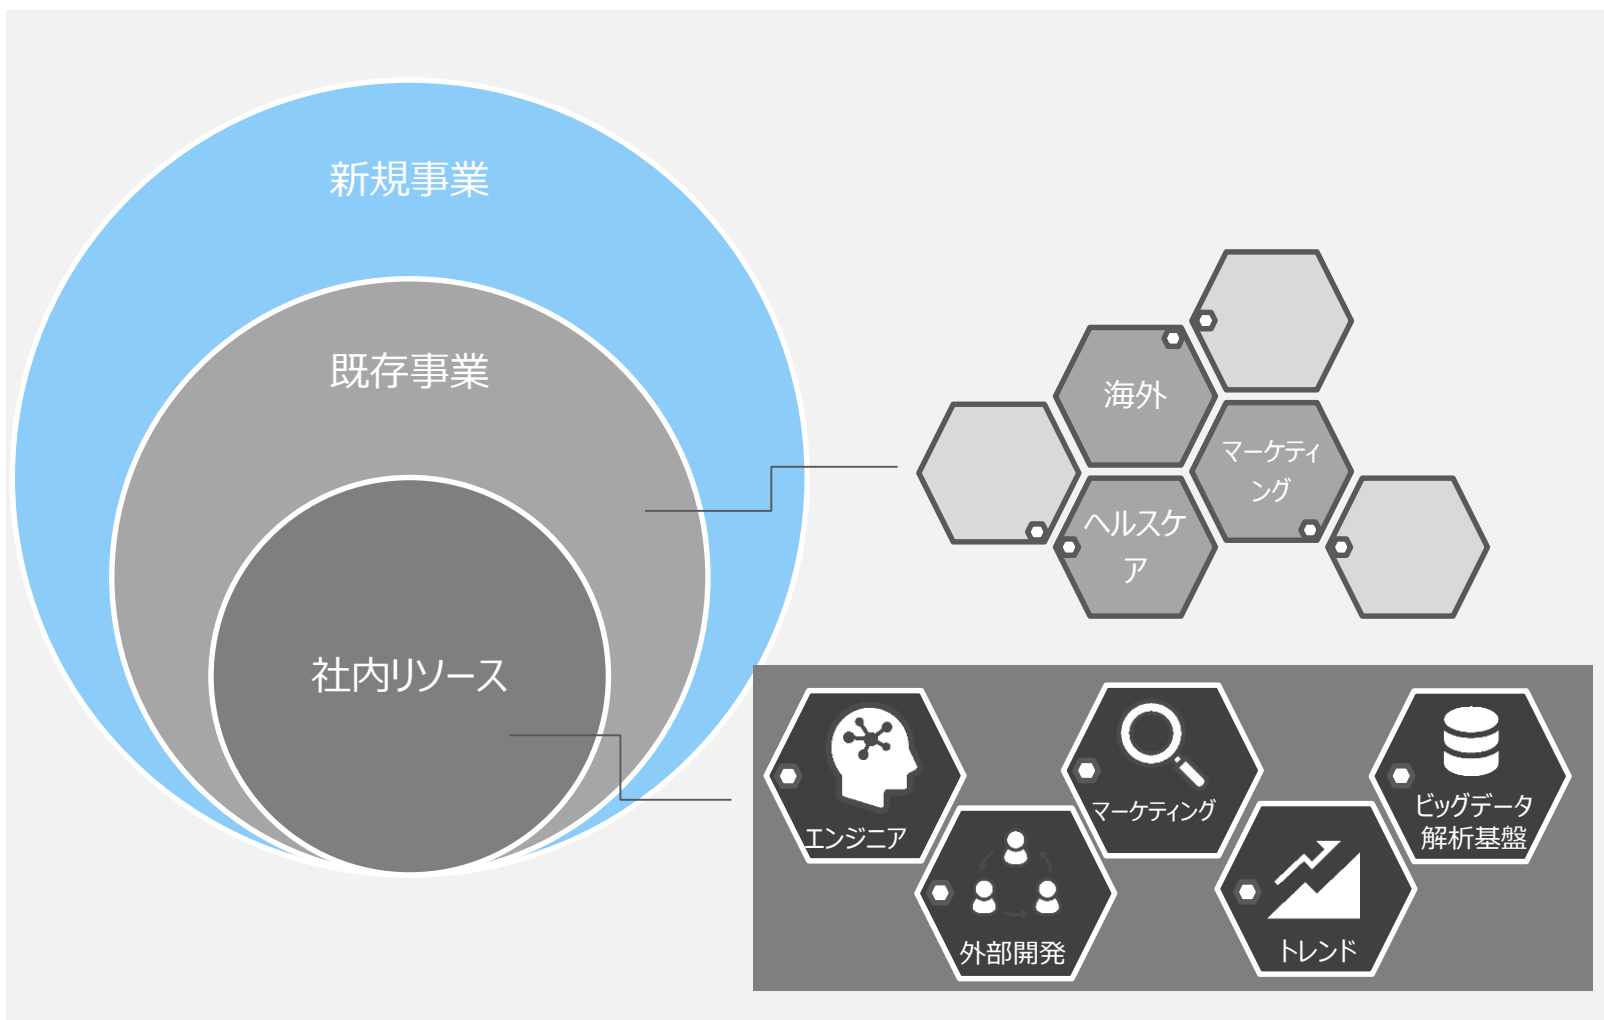 新規事業
既存事業
社内リソース
海外
マーケティ
ング
ヘルスケ
ア
エンジニア
外部開発
マーケティング
トレンド
ビッグデータ
解析基盤